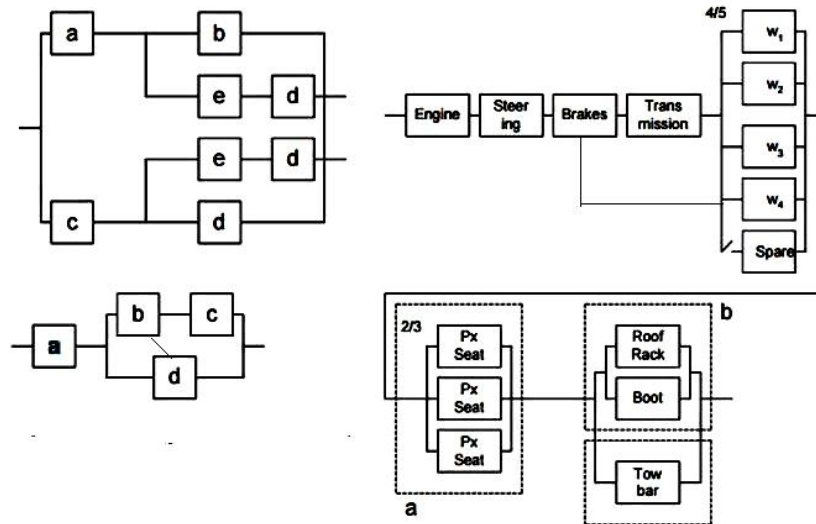 a
b
e
d
e
d
c
d
4/5
w1
w2
w3
w4
Spare
Engine
Steer
ing
Brakes
Trans
mission
a
b
c
d
2/3
Px
Seat
Px
Seat
Px
Seat
a
Roof
Rack
Boot
b
Tow
bar